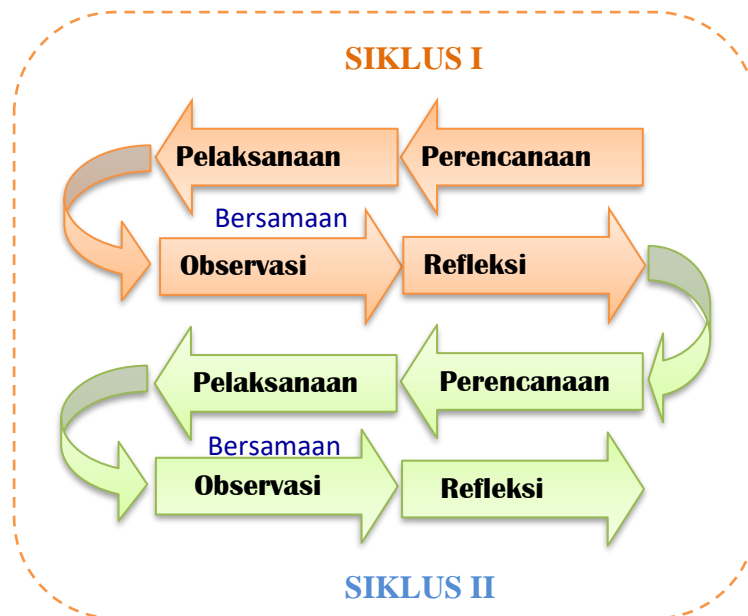 SIKLUS I
Pelaksanaan Perencanaan
Bersamaan
Observasi Refleksi
Pelaksanaan Perencanaan
Bersamaan
Observasi Refleksi
SIKLUS II